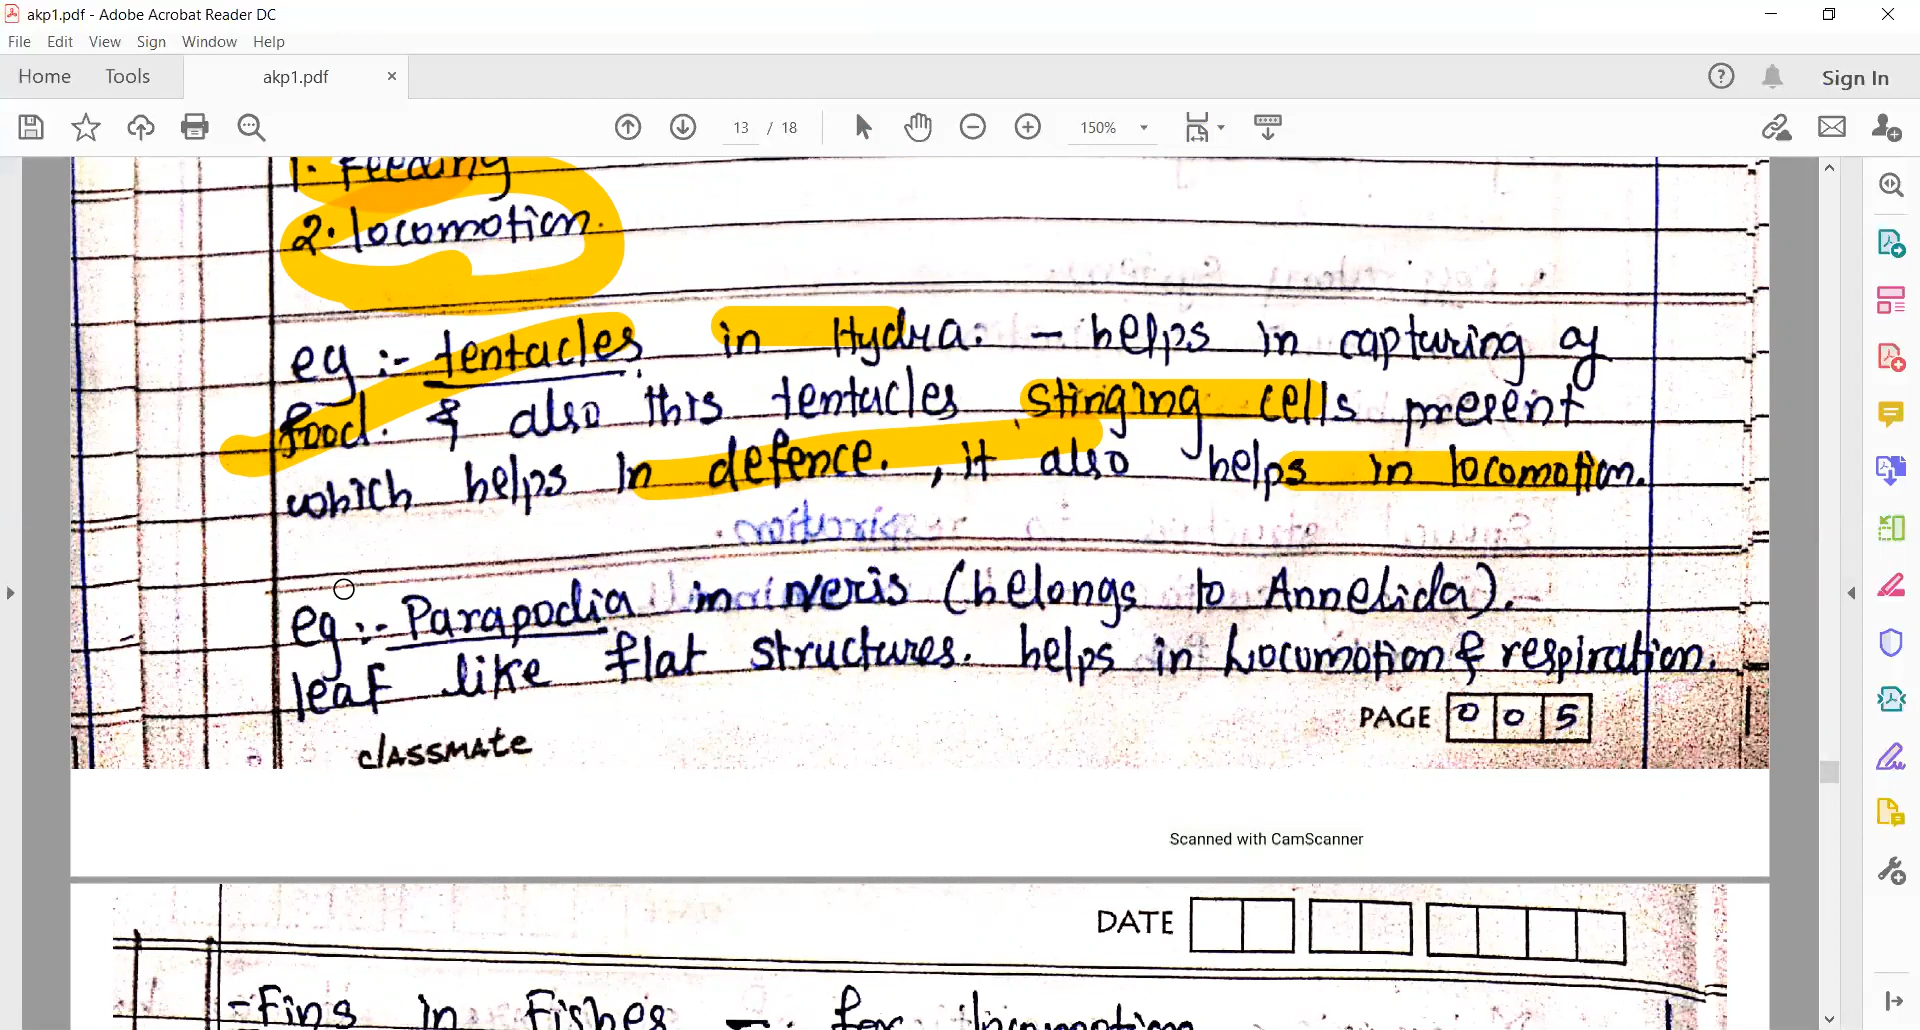 akp1.pdf - Adobe Acrobat Reader DC
File Edit View Sign Window Help
Home Tools akp1.pdf × Sign In
13 / 18 150%
1. Feeding
2. locomotion.
eg :- tentacles in Hydra. - helps in capturing of
food. & also this tentacles stinging cells present
which helps in defence. , it also helps in locomotion.
eg :- Parapodia in neris (belongs to Annelida).
leaf like flat structures. helps in Locomotion & respiration.
classmate
PAGE 0 0 5
Scanned with CamScanner
DATE
- Fins in Fishes - for locomotion